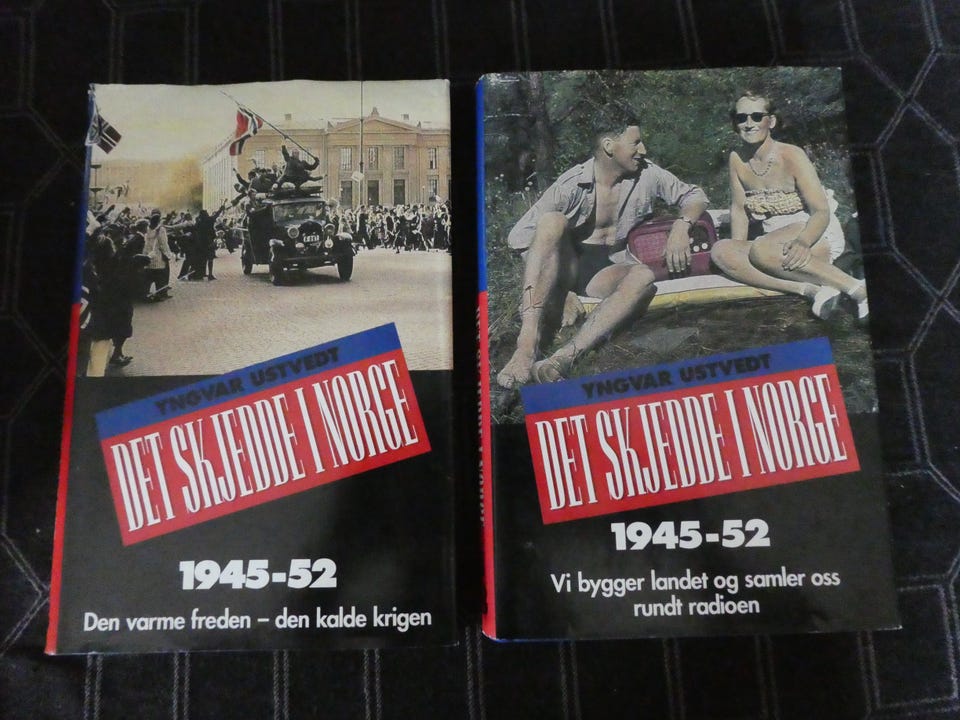 YNGVAR USTVEDT
DET SKJEDDE I NORGE
1945-52
Den varme freden – den kalde krigen
YNGVAR USTVEDT
DET SKJEDDE I NORGE
1945-52
Vi bygger landet og samler oss
rundt radioen